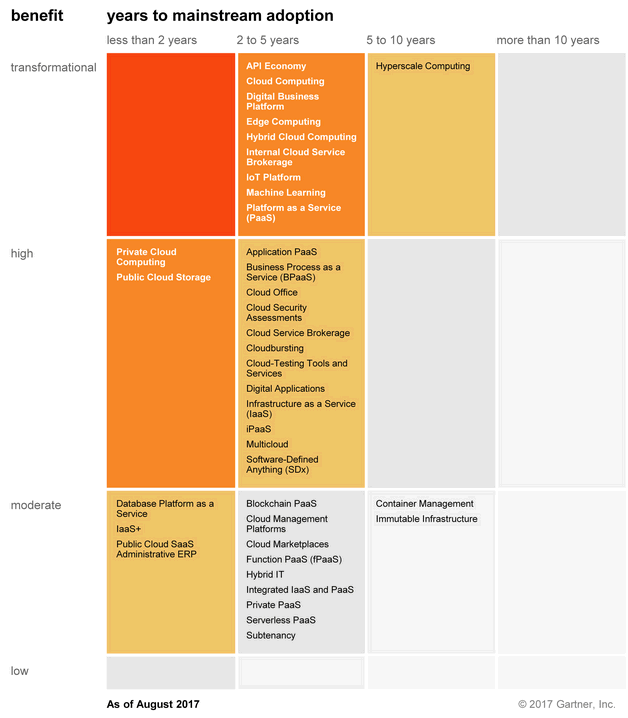 benefit
years to mainstream adoption
less than 2 years
2 to 5 years
5 to 10 years
more than 10 years
transformational
API Economy
Cloud Computing
Digital Business
Platform
Edge Computing
Hybrid Cloud Computing
Internal Cloud Service
Brokerage
IoT Platform
Machine Learning
Platform as a Service
(PaaS)
Hyperscale Computing
high
Private Cloud
Computing
Public Cloud Storage
Application PaaS
Business Process as a
Service (BPaaS)
Cloud Office
Cloud Security
Assessments
Cloud Service Brokerage
Cloudbursting
Cloud-Testing Tools and
Services
Digital Applications
Infrastructure as a Service
(IaaS)
iPaaS
Multicloud
Software-Defined
Anything (SDx)
moderate
Database Platform as a
Service
IaaS+
Public Cloud SaaS
Administrative ERP
Blockchain PaaS
Cloud Management
Platforms
Cloud Marketplaces
Function PaaS (fPaaS)
Hybrid IT
Integrated IaaS and PaaS
Private PaaS
Serverless PaaS
Subtenancy
Container Management
Immutable Infrastructure
low
As of August 2017
© 2017 Gartner, Inc.